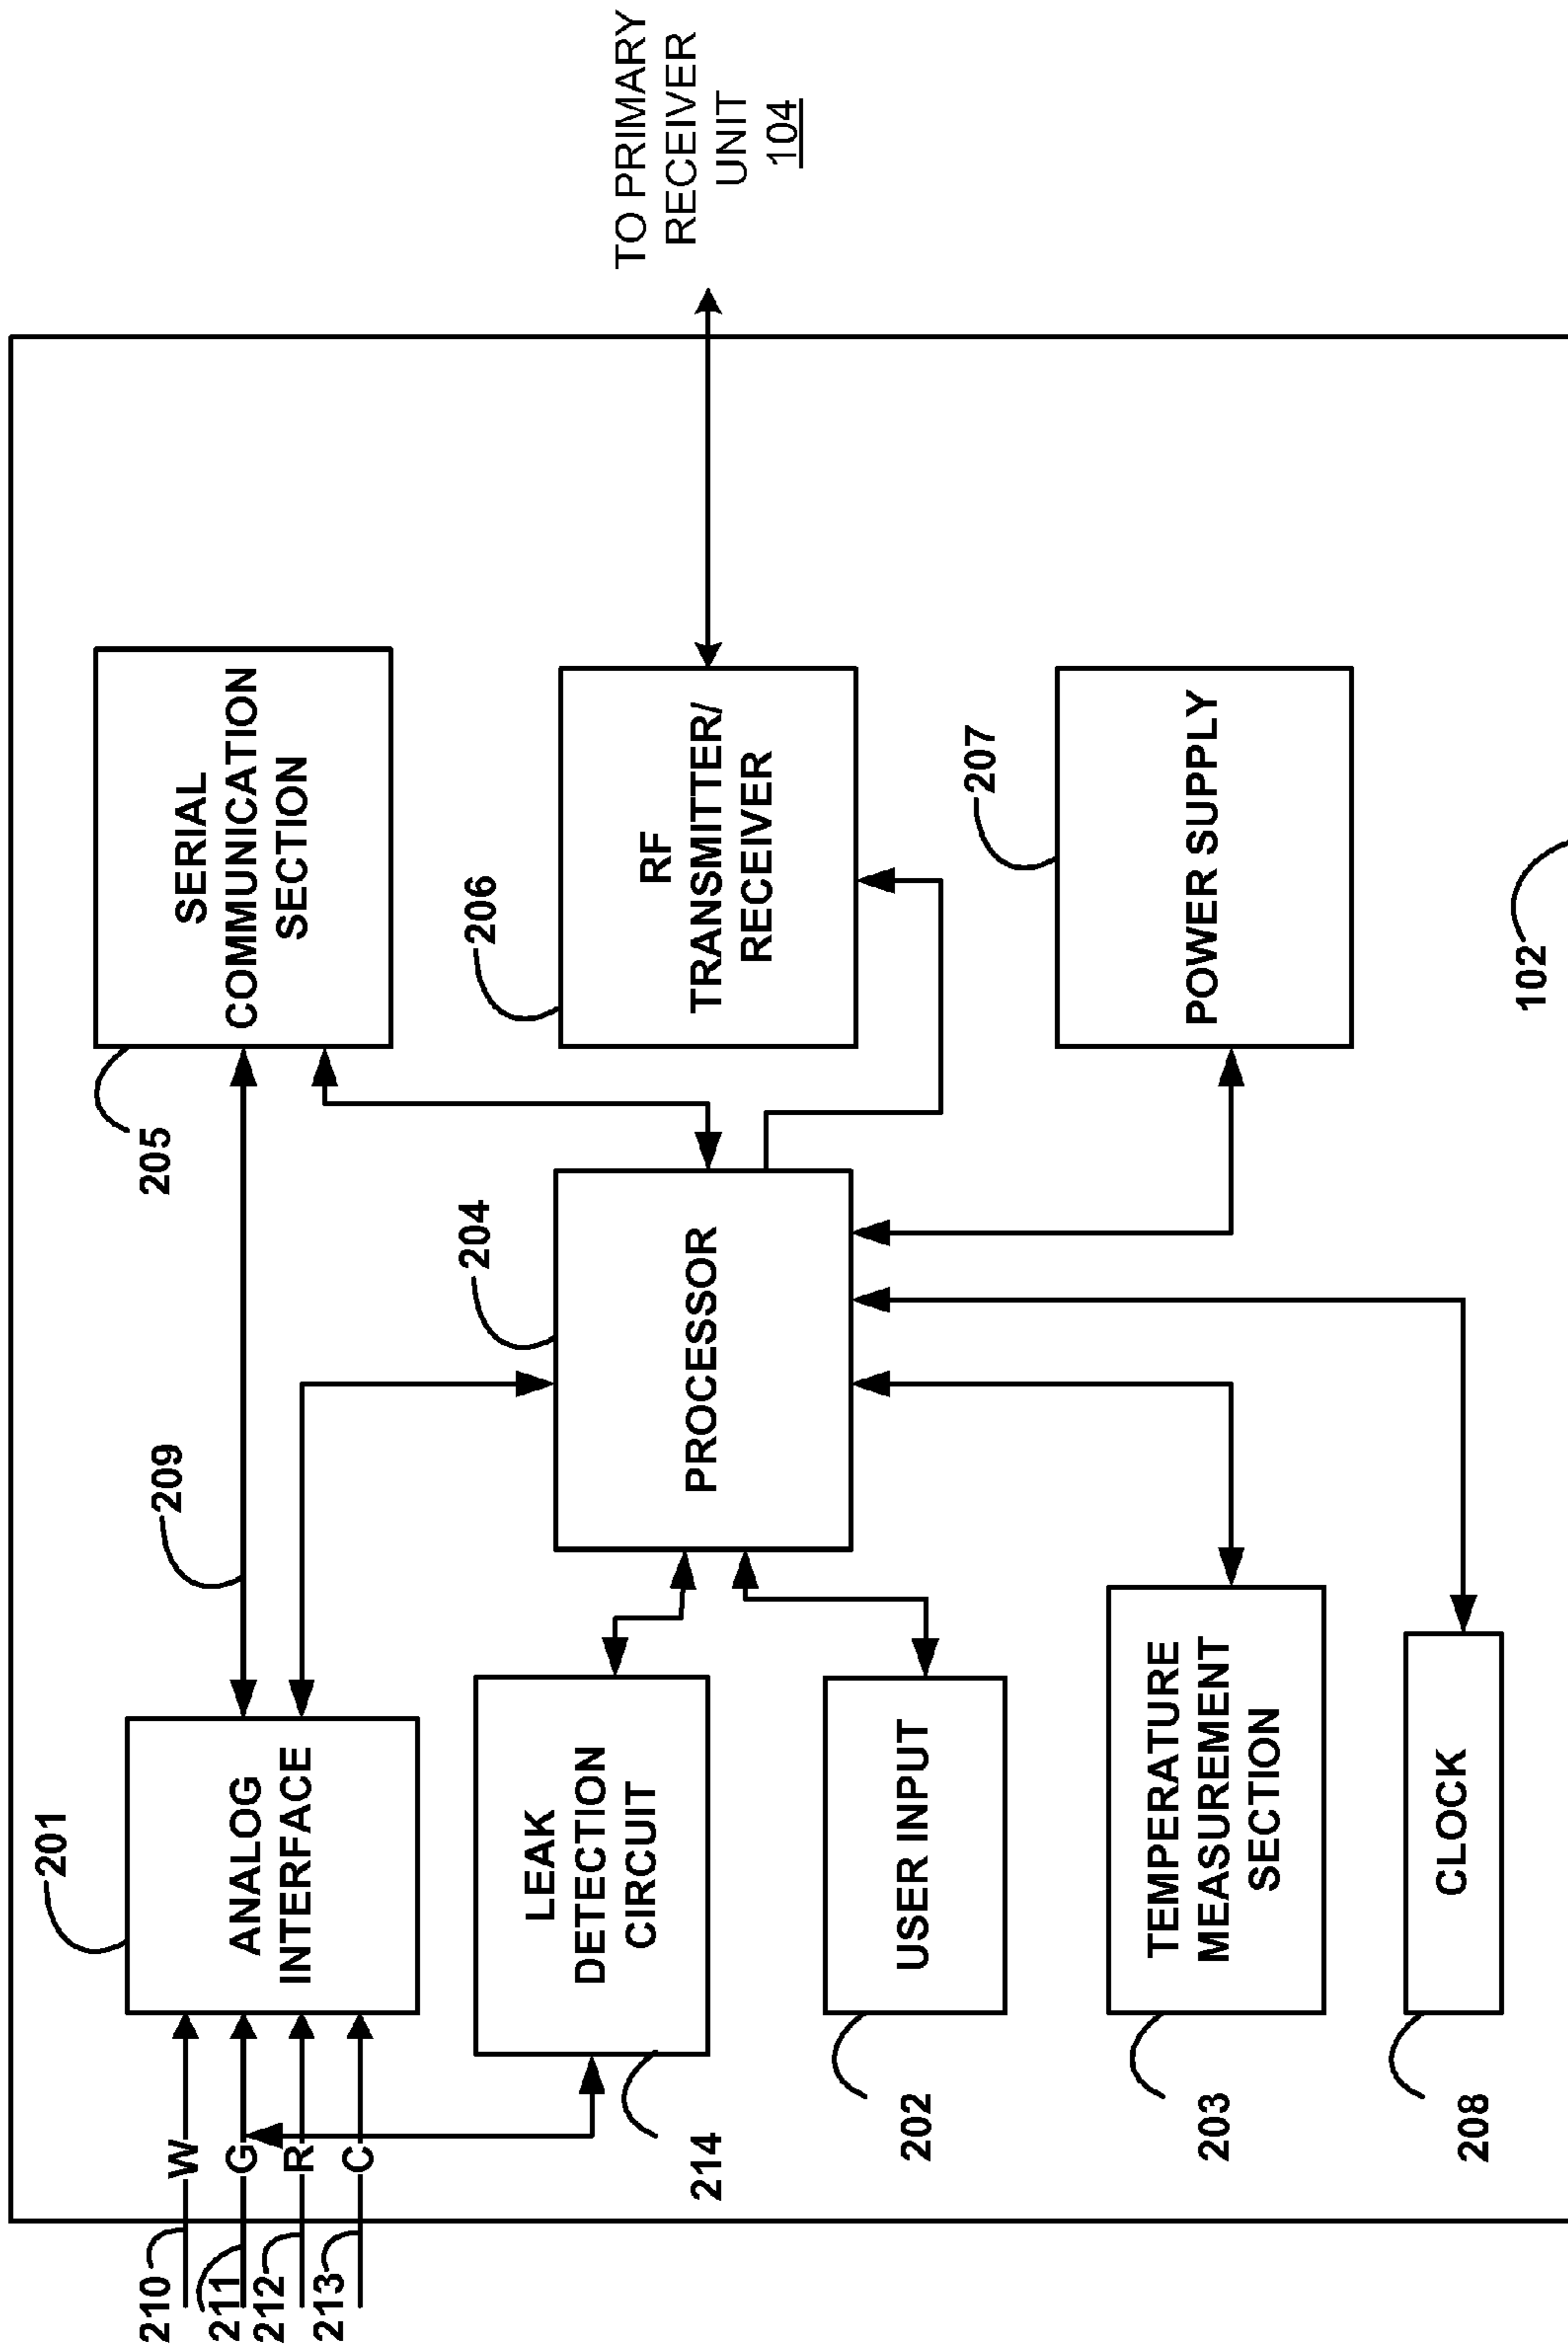 210
211
212
213
W
G
R
C
201
ANALOG
INTERFACE
209
205
SERIAL
COMMUNICATION
SECTION
214
LEAK
DETECTION
CIRCUIT
204
PROCESSOR
206
RF
TRANSMITTER/
RECEIVER
TO PRIMARY
RECEIVER
UNIT
104
202
USER INPUT
203
TEMPERATURE
MEASUREMENT
SECTION
207
POWER SUPPLY
208
CLOCK
102